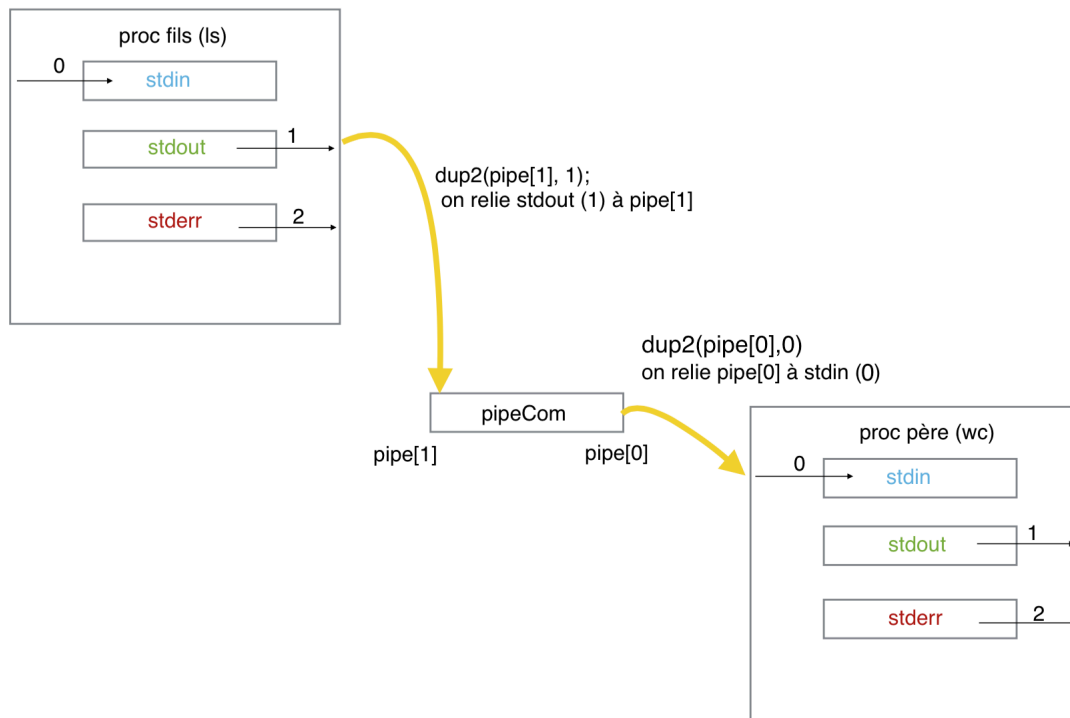 proc fils (ls)
0
stdin
stdout
1
stderr
2
dup2(pipe[1], 1);
on relie stdout (1) à pipe[1]
dup2(pipe[0],0)
on relie pipe[0] à stdin (0)
pipeCom
pipe[1]
pipe[0]
proc père (wc)
0
stdin
stdout
1
stderr
2